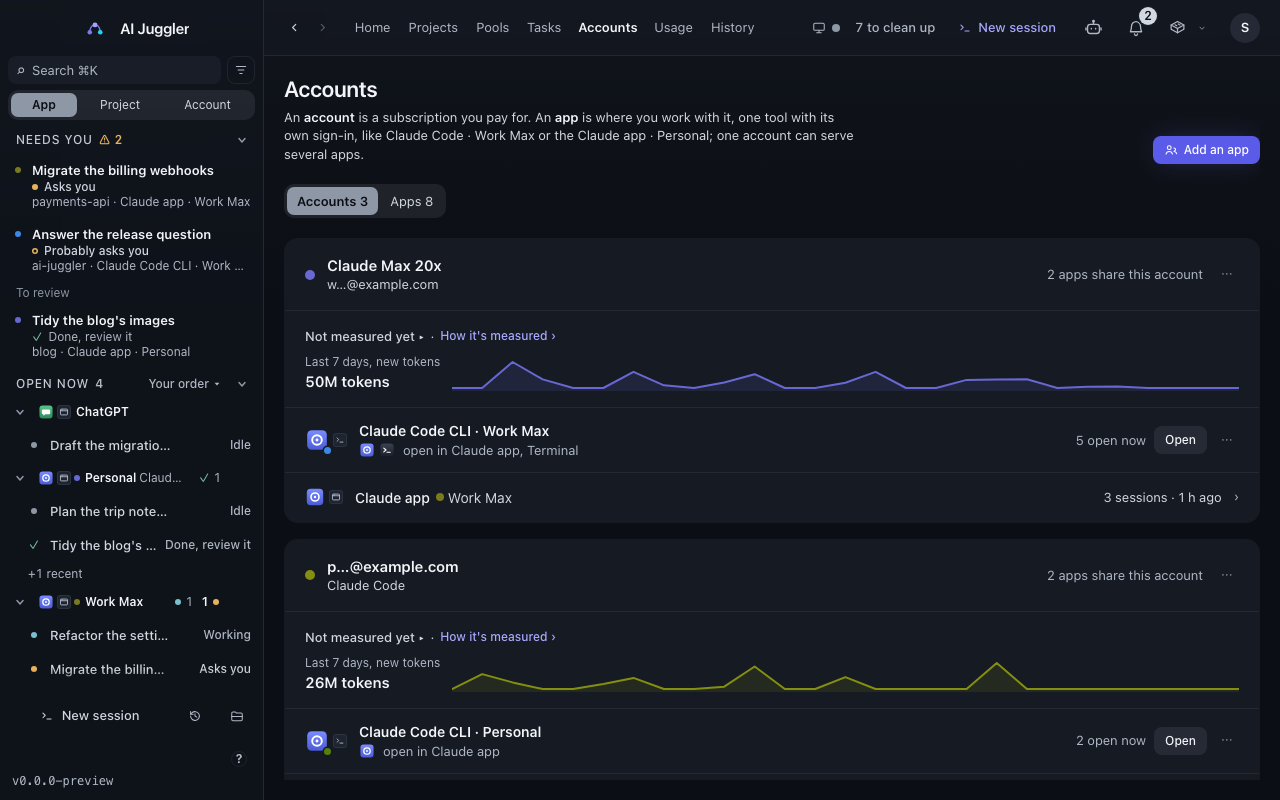 AI Juggler
Search ⌘K
App Project Account
NEEDS YOU 2
Migrate the billing webhooks
Asks you
payments-api · Claude app · Work Max
Answer the release question
Probably asks you
ai-juggler · Claude Code CLI · Work ...
To review
Tidy the blog's images
Done, review it
blog · Claude app · Personal
OPEN NOW 4 Your order
ChatGPT
Draft the migratio... Idle
Personal Claud... 1
Plan the trip note... Idle
Tidy the blog's ... Done, review it
+1 recent
Work Max 1 1
Refactor the setti... Working
Migrate the billin... Asks you
New session
?
v0.0.0-preview
Home Projects Pools Tasks Accounts Usage History 7 to clean up New session 2 S
Accounts
An account is a subscription you pay for. An app is where you work with it, one tool with its
own sign-in, like Claude Code · Work Max or the Claude app · Personal; one account can serve
several apps.
Add an app
Accounts 3 Apps 8
Claude Max 20x
w...@example.com
2 apps share this account ···
Not measured yet ▸ · How it's measured ›
Last 7 days, new tokens
50M tokens
Claude Code CLI · Work Max
open in Claude app, Terminal
5 open now Open ···
Claude app Work Max 3 sessions · 1 h ago ›
p...@example.com
Claude Code
2 apps share this account ···
Not measured yet ▸ · How it's measured ›
Last 7 days, new tokens
26M tokens
Claude Code CLI · Personal
open in Claude app
2 open now Open ···